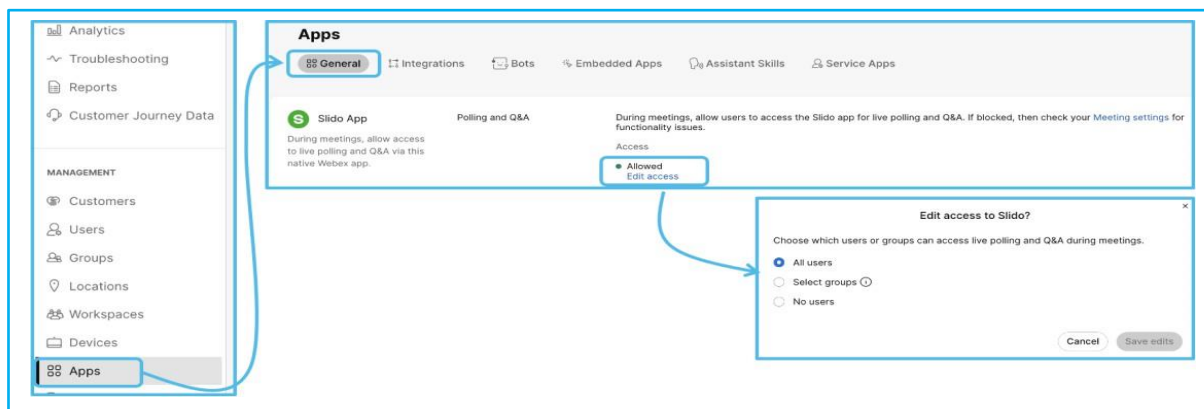 Analytics
Troubleshooting
Reports
Customer Journey Data
MANAGEMENT
Customers
Users
Groups
Locations
Workspaces
Devices
Apps
Apps
General Integrations Bots Embedded Apps Assistant Skills Service Apps
S Slido App
During meetings, allow access
to live polling and Q&A via this
native Webex app.
Polling and Q&A
During meetings, allow users to access the Slido app for live polling and Q&A. If blocked, then check your Meeting settings for
functionality issues.
Access
Allowed
Edit access
×
Edit access to Slido?
Choose which users or groups can access live polling and Q&A during meetings.
All users
Select groups
No users
Cancel Save edits